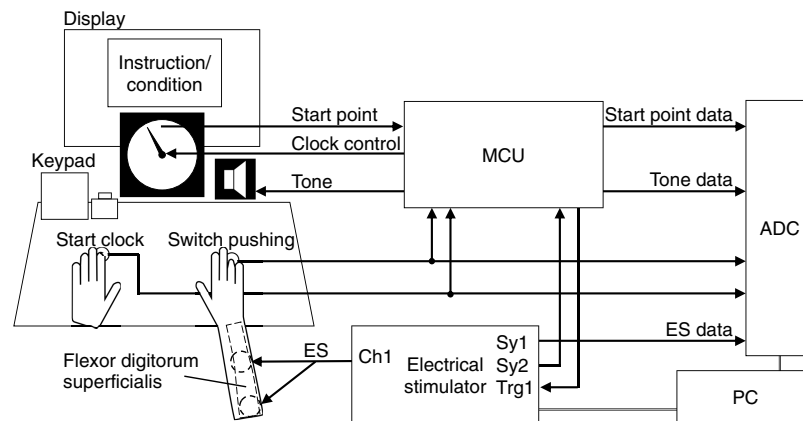 Display
Instruction/
condition
Start point
Start point data
Clock control
MCU
Keypad
Tone
Tone data
ADC
Start clock
Switch pushing
ES data
Sy1
ES
Ch1
Electrical
stimulator
Sy2
Trg1
Flexor digitorum
superficialis
PC